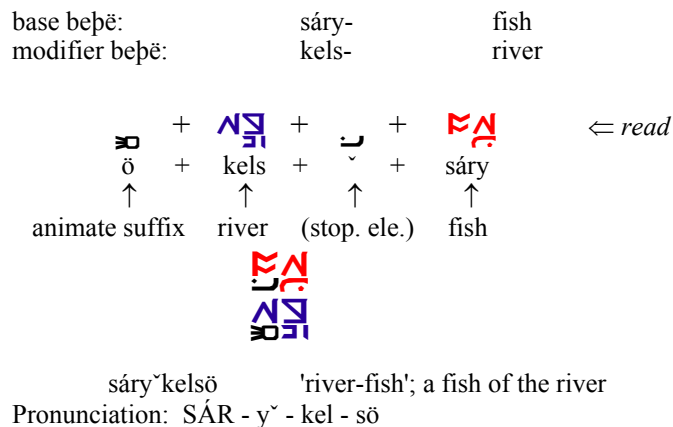 base beþë: sáry- fish
modifier beþë: kels- river
+ + + ⇐ read
ö + kels + ˇ + sáry
↑ ↑ ↑ ↑
animate suffix river (stop. ele.) fish
sáryˇkelsö 'river-fish'; a fish of the river
Pronunciation: SÁR - yˇ - kel - sö